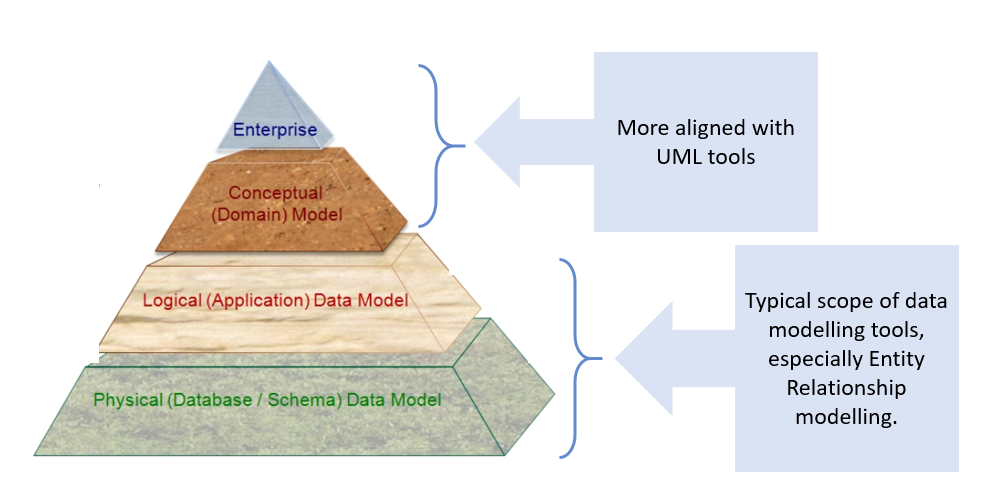 Enterprise
More aligned with
UML tools
Conceptual
(Domain) Model
Logical (Application) Data Model
Typical scope of data
modelling tools,
especially Entity
Relationship
modelling.
Physical (Database / Schema) Data Model